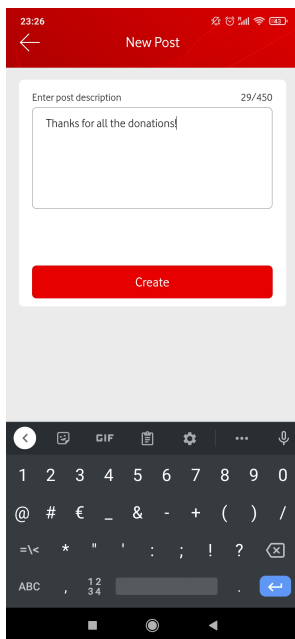 23:26
43
New Post
Enter post description 29/450
Thanks for all the donations!
Create
GIF
1 2 3 4 5 6 7 8 9 0
@ # € _ & - + ( ) /
=\< * " ' : ; ! ?
ABC , 12 34 .